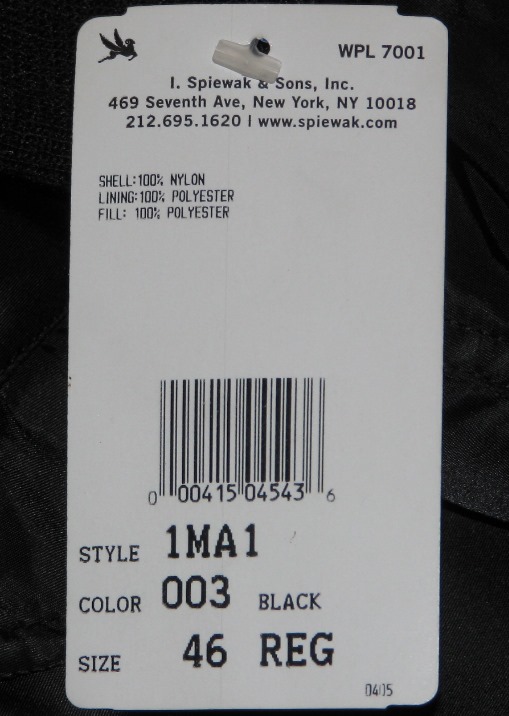 WPL 7001
I. Spiewak & Sons, Inc.
469 Seventh Ave, New York, NY 10018
212.695.1620 | www.spiewak.com
SHELL:100% NYLON
LINING:100% POLYESTER
FILL: 100% POLYESTER
0 00415 04543 6
STYLE 1MA1
COLOR 003 BLACK
SIZE 46 REG
04/05